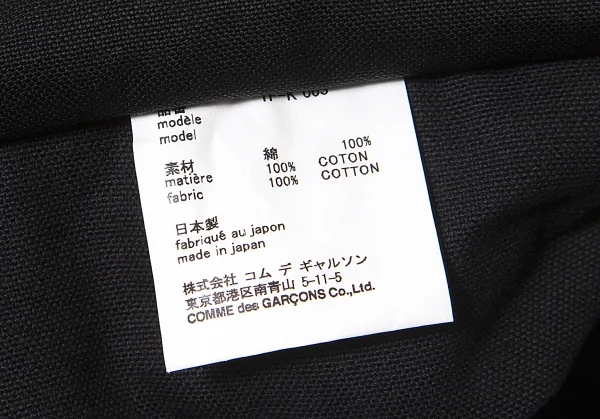 modèle
model
素材 綿 100%
matière 100% COTON
fabric 100% COTTON
日本製
fabriqué au japon
made in japan
株式会社 コム デ ギャルソン
東京都港区南青山 5-11-5
COMME des GARÇONS Co.,Ltd.